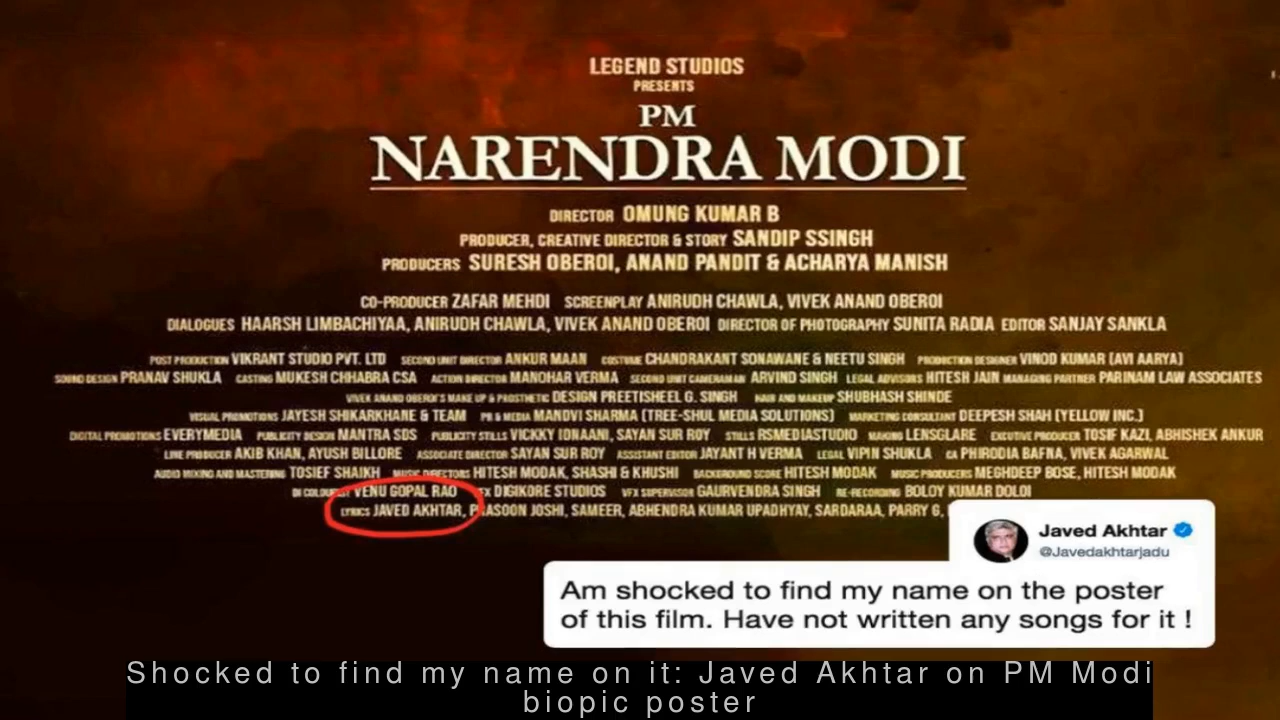 LEGEND STUDIOS
PRESENTS
PM
NARENDRA MODI
DIRECTOR OMUNG KUMAR B
PRODUCER, CREATIVE DIRECTOR & STORY SANDIP SSINGH
PRODUCERS SURESH OBEROI, ANAND PANDIT & ACHARYA MANISH
CO-PRODUCER ZAFAR MEHDI SCREENPLAY ANIRUDH CHAWLA, VIVEK ANAND OBEROI
DIALOGUES HAARSH LIMBACHIYAA, ANIRUDH CHAWLA, VIVEK ANAND OBEROI DIRECTOR OF PHOTOGRAPHY SUNITA RADIA EDITOR SANJAY SANKLA
POST PRODUCTION VIKRANT STUDIO PVT. LTD SECOND UNIT DIRECTOR ANKUR MAAN COSTUME CHANDRAKANT SONAWANE & NEETU SINGH PRODUCTION DESIGNER VINOD KUMAR (AVI AARYA)
SOUND DESIGN PRANAV SHUKLA CASTING MUKESH CHHABRA CSA ACTION DIRECTOR MANOHAR VERMA SECOND UNIT CAMERAMAN ARVIND SINGH LEGAL ADVISORS HITESH JAIN MANAGING PARTNER PARINAM LAW ASSOCIATES
VIVEK ANAND OBEROI'S MAKE UP & PROSTHETIC DESIGN PREETISHEEL G. SINGH HAIR AND MAKEUP SHUBHASH SHINDE
VISUAL PROMOTIONS JAYESH SHIKARKHANE & TEAM PR & MEDIA MANDVI SHARMA (TREE-SHUL MEDIA SOLUTIONS) MARKETING CONSULTANT DEEPESH SHAH (YELLOW INC.)
DIGITAL PROMOTIONS EVERYMEDIA PUBLICITY DESIGN MANTRA SDS PUBLICITY STILLS VICKKY IDNAANI, SAYAN SUR ROY STILLS RSMEDIASTUDIO MAKING LENSGLARE EXECUTIVE PRODUCER TOSIF KAZI, ABHISHEK ANKUR
LINE PRODUCER AKIB KHAN, AYUSH BILLORE ASSOCIATE DIRECTOR SAYAN SUR ROY ASSISTANT EDITOR JAYANT H VERMA LEGAL VIPIN SHUKLA CA PHIRODIA BAFNA, VIVEK AGARWAL
AUDIO MIXING AND MASTERING TOSIEF SHAIKH MUSIC DIRECTORS HITESH MODAK, SHASHI & KHUSHI BACKGROUND SCORE HITESH MODAK MUSIC PRODUCERS MEGHDEEP BOSE, HITESH MODAK
DI COLOURIST VENU GOPAL RAO DIGIKORE STUDIOS VFX SUPERVISOR GAURVENDRA SINGH RE-RECORDING BOLOY KUMAR DOLOI
LYRICS JAVED AKHTAR, PRASOON JOSHI, SAMEER, ABHENDRA KUMAR UPADHYAY, SARDARAA, PARRY G,
Javed Akhtar
@Javedakhtarjadu
Am shocked to find my name on the poster
of this film. Have not written any songs for it !
Shocked to find my name on it: Javed Akhtar on PM Modi
biopic poster